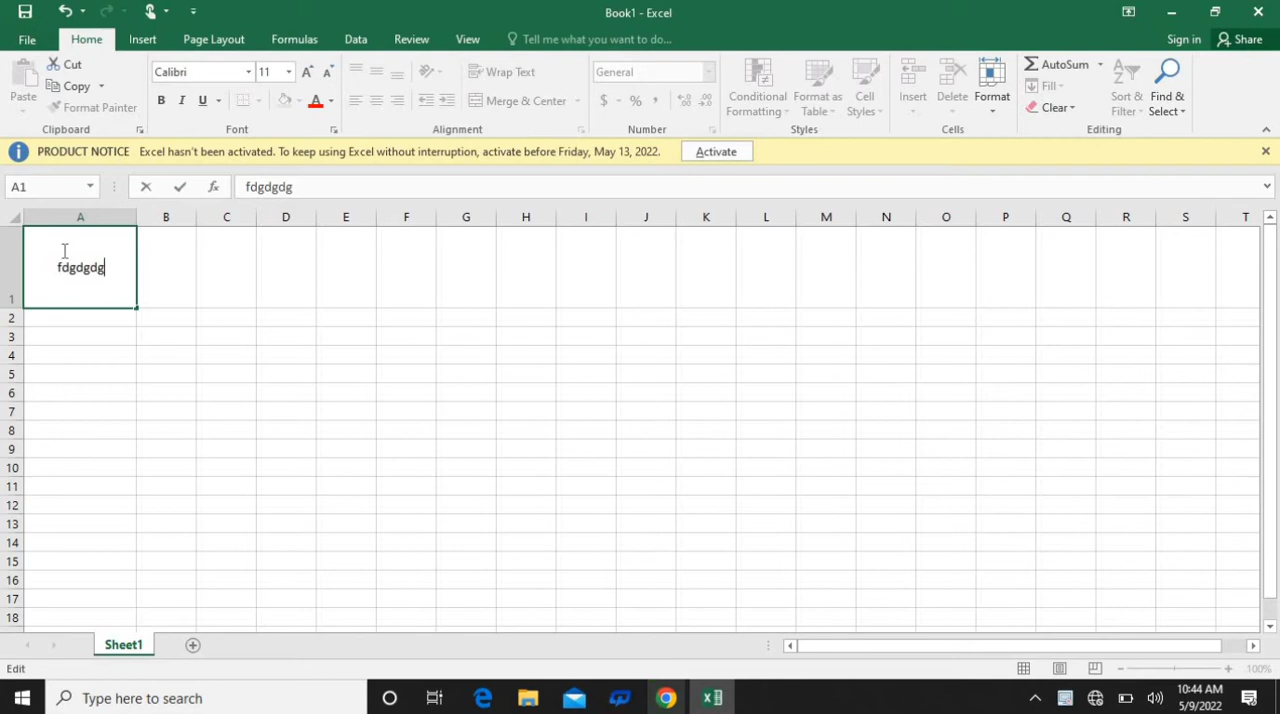 Book1 - Excel
File Home Insert Page Layout Formulas Data Review View Tell me what you want to do... Sign in Share
Paste Cut Copy Format Painter Clipboard
Calibri 11 A A B I U A Font
Wrap Text Merge & Center Alignment
General $ % , Number
Conditional Formatting Format as Table Cell Styles Styles
Insert Delete Format Cells
AutoSum Fill Clear Sort & Filter Find & Select Editing
PRODUCT NOTICE Excel hasn't been activated. To keep using Excel without interruption, activate before Friday, May 13, 2022. Activate
A1 fx fdgdgdg
A B C D E F G H I J K L M N O P Q R S T
fdgdgdg
1
2
3
4
5
6
7
8
9
10
11
12
13
14
15
16
17
18
Sheet1
Edit 100%
Type here to search 10:44 AM
5/9/2022